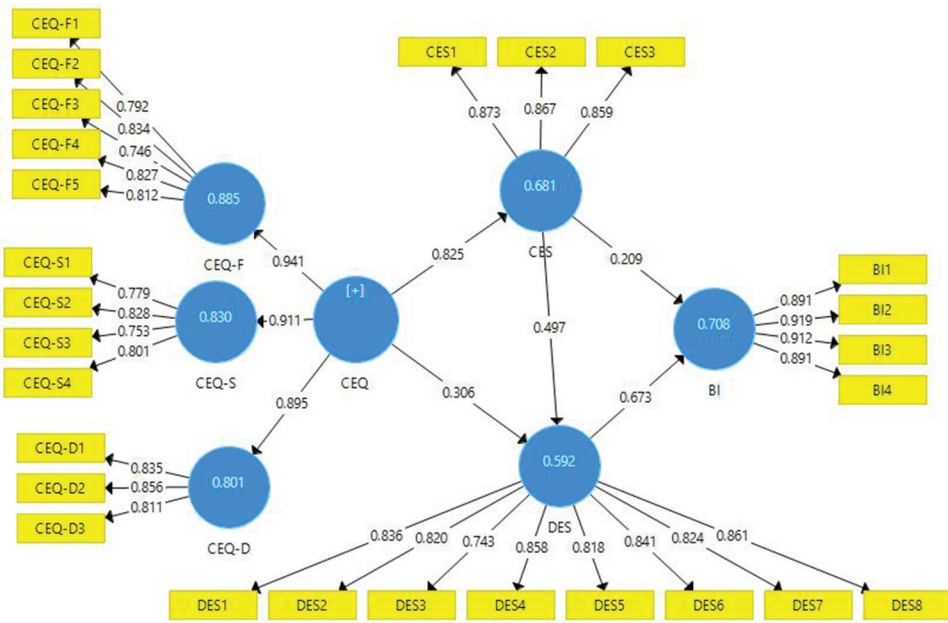 CEQ-F1
CEQ-F2
CEQ-F3
CEQ-F4
CEQ-F5
0.792
0.834
0.746
0.827
0.812
0.885
CEQ-F
CES1
CES2
CES3
0.873
0.867
0.859
0.681
CES
0.941
0.825
0.209
CEQ-S1
CEQ-S2
CEQ-S3
CEQ-S4
0.779
0.828
0.753
0.801
0.830
CEQ-S
0.911
[+]
CEQ
0.497
0.708
BI
0.891
0.919
0.912
0.891
BI1
BI2
BI3
BI4
0.895
0.306
0.673
CEQ-D1
CEQ-D2
CEQ-D3
0.835
0.856
0.811
0.801
CEQ-D
0.592
DES
0.836
0.820
0.743
0.858
0.818
0.841
0.824
0.861
DES1
DES2
DES3
DES4
DES5
DES6
DES7
DES8